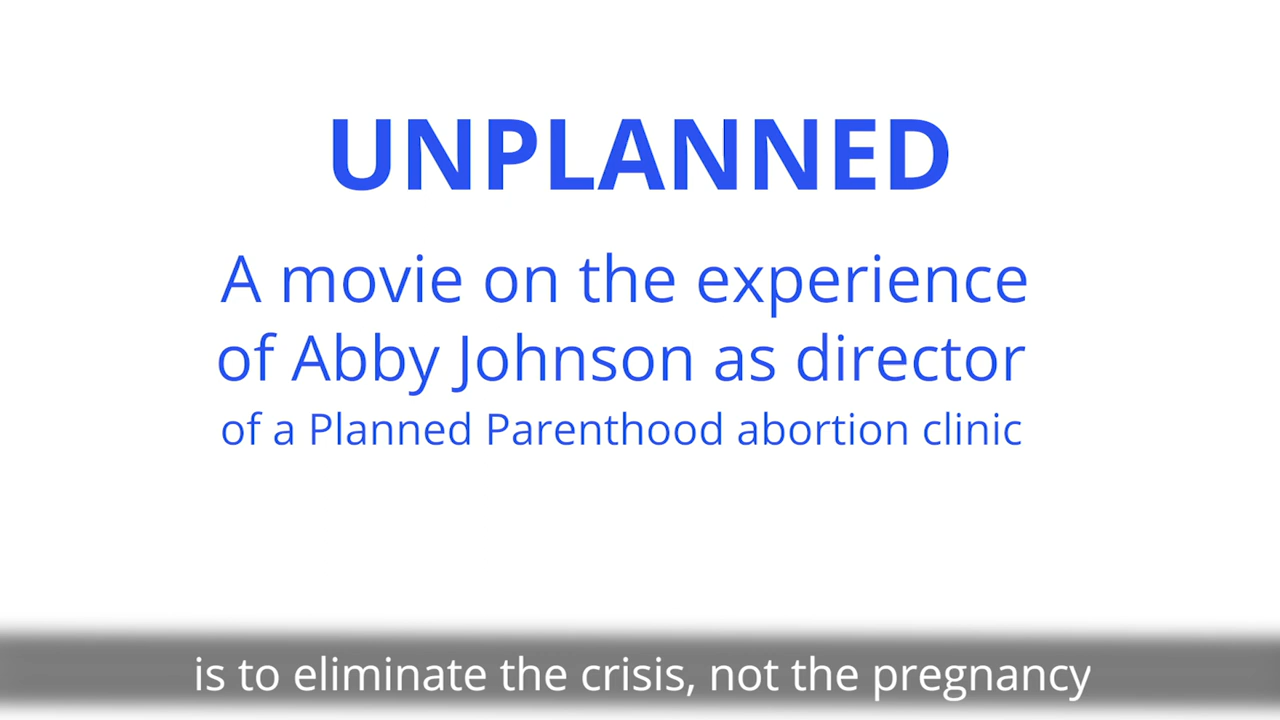 UNPLANNED
A movie on the experience
of Abby Johnson as director
of a Planned Parenthood abortion clinic
is to eliminate the crisis, not the pregnancy